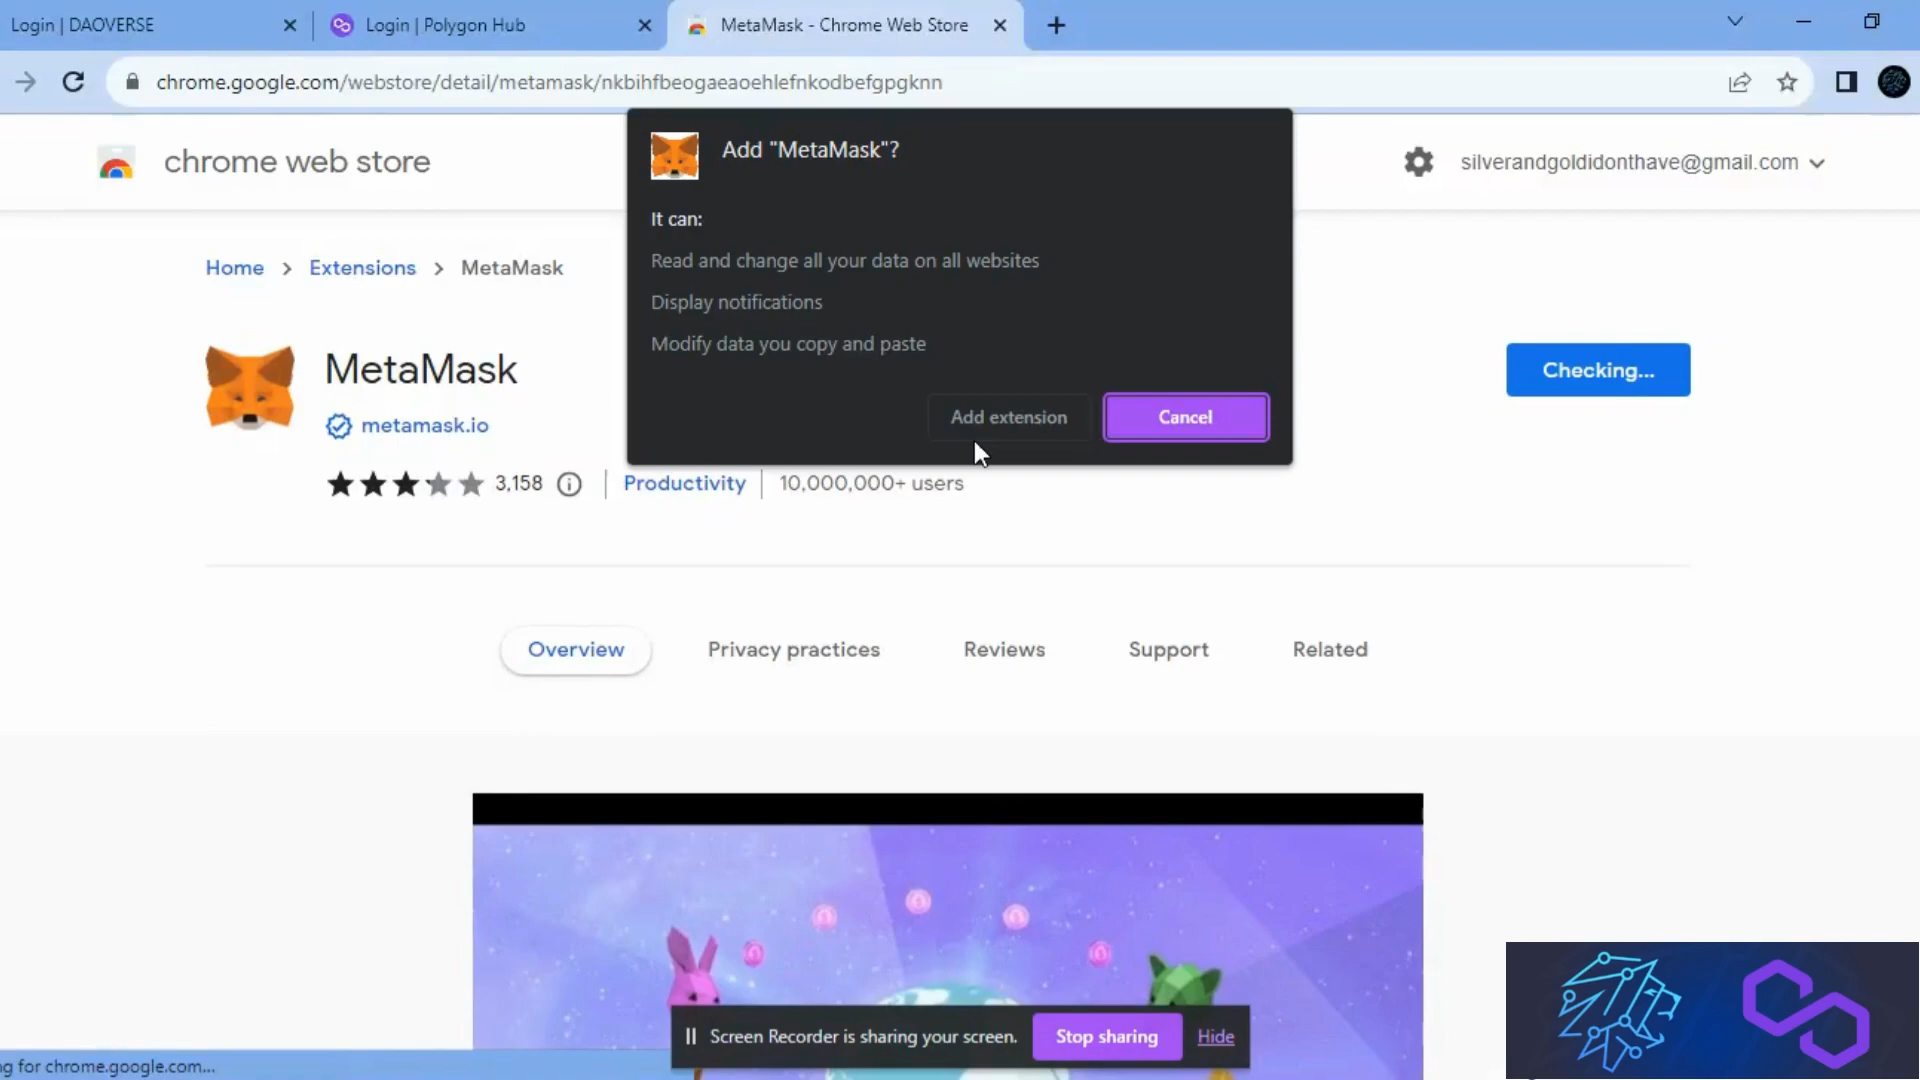 Login | DAOVERSE
Login | Polygon Hub
MetaMask - Chrome Web Store
chrome.google.com/webstore/detail/metamask/nkbihfbeogaeaoehlefnkodbefgpgknn
chrome web store
silverandgoldidonthave@gmail.com
Add "MetaMask"?
It can:
Read and change all your data on all websites
Display notifications
Modify data you copy and paste
Add extension
Cancel
Home > Extensions > MetaMask
MetaMask
metamask.io
Checking...
3,158
Productivity
10,000,000+ users
Overview
Privacy practices
Reviews
Support
Related
Screen Recorder is sharing your screen.
Stop sharing
Hide
ng for chrome.google.com...